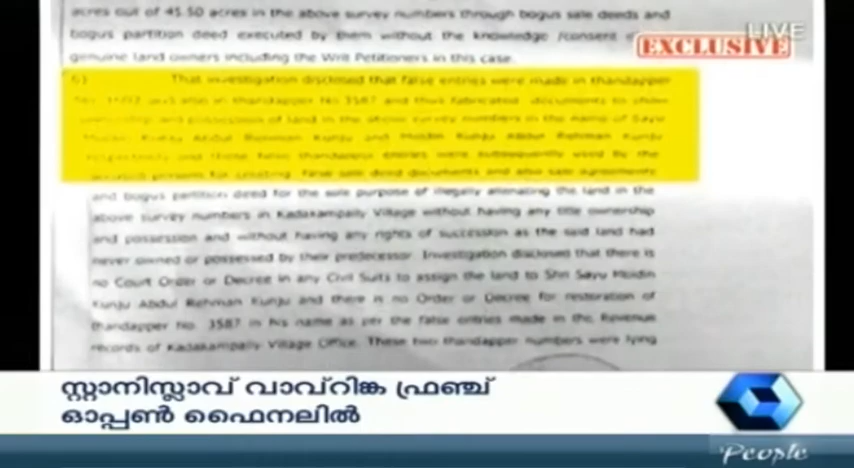 acres out of 45.50 acres in the above survey numbers through bogus sale deeds and
LIVE
bogus partition deed executed by them without the knowledge /consent
EXCLUSIVE
genuine land owners including the Writ Petitioners in this case.
6) That investigation disclosed that false entries were made in thandapper
and also in thandapper No 3587 and thus fabricated documents to show
ownership and possession of land in the above survey numbers in the name of Sayu
Moidin Kunju Abdul Rehman Kunju and Moidin Kunju Abdul Rehman Kunju
respectively and these false thandapper entries were subsequently used by the
accused persons for creating false sale deed documents and also sale agreements
and bogus partition deed for the sole purpose of illegally alienating the land in the
above survey numbers in Kadakampally Village without having any title ownership
and possession and without having any rights of succession as the said land had
never owned or possessed by their predecessor. Investigation disclosed that there is
no Court Order or Decree in any Civil Suits to assign the land to Shri Sayu Moidin
Kunju Abdul Rehman Kunju and there is no Order or Decree for restoration of
thandapper No. 3587 in his name as per the false entries made in the Revenue
records of Kadakampally Village Office. These two thandapper numbers were lying
സ്റ്റാനിസ്ലാവ് വാവ്റിങ്ക ഫ്രഞ്ച്
ഓപ്പൺ ഫൈനലിൽ
People